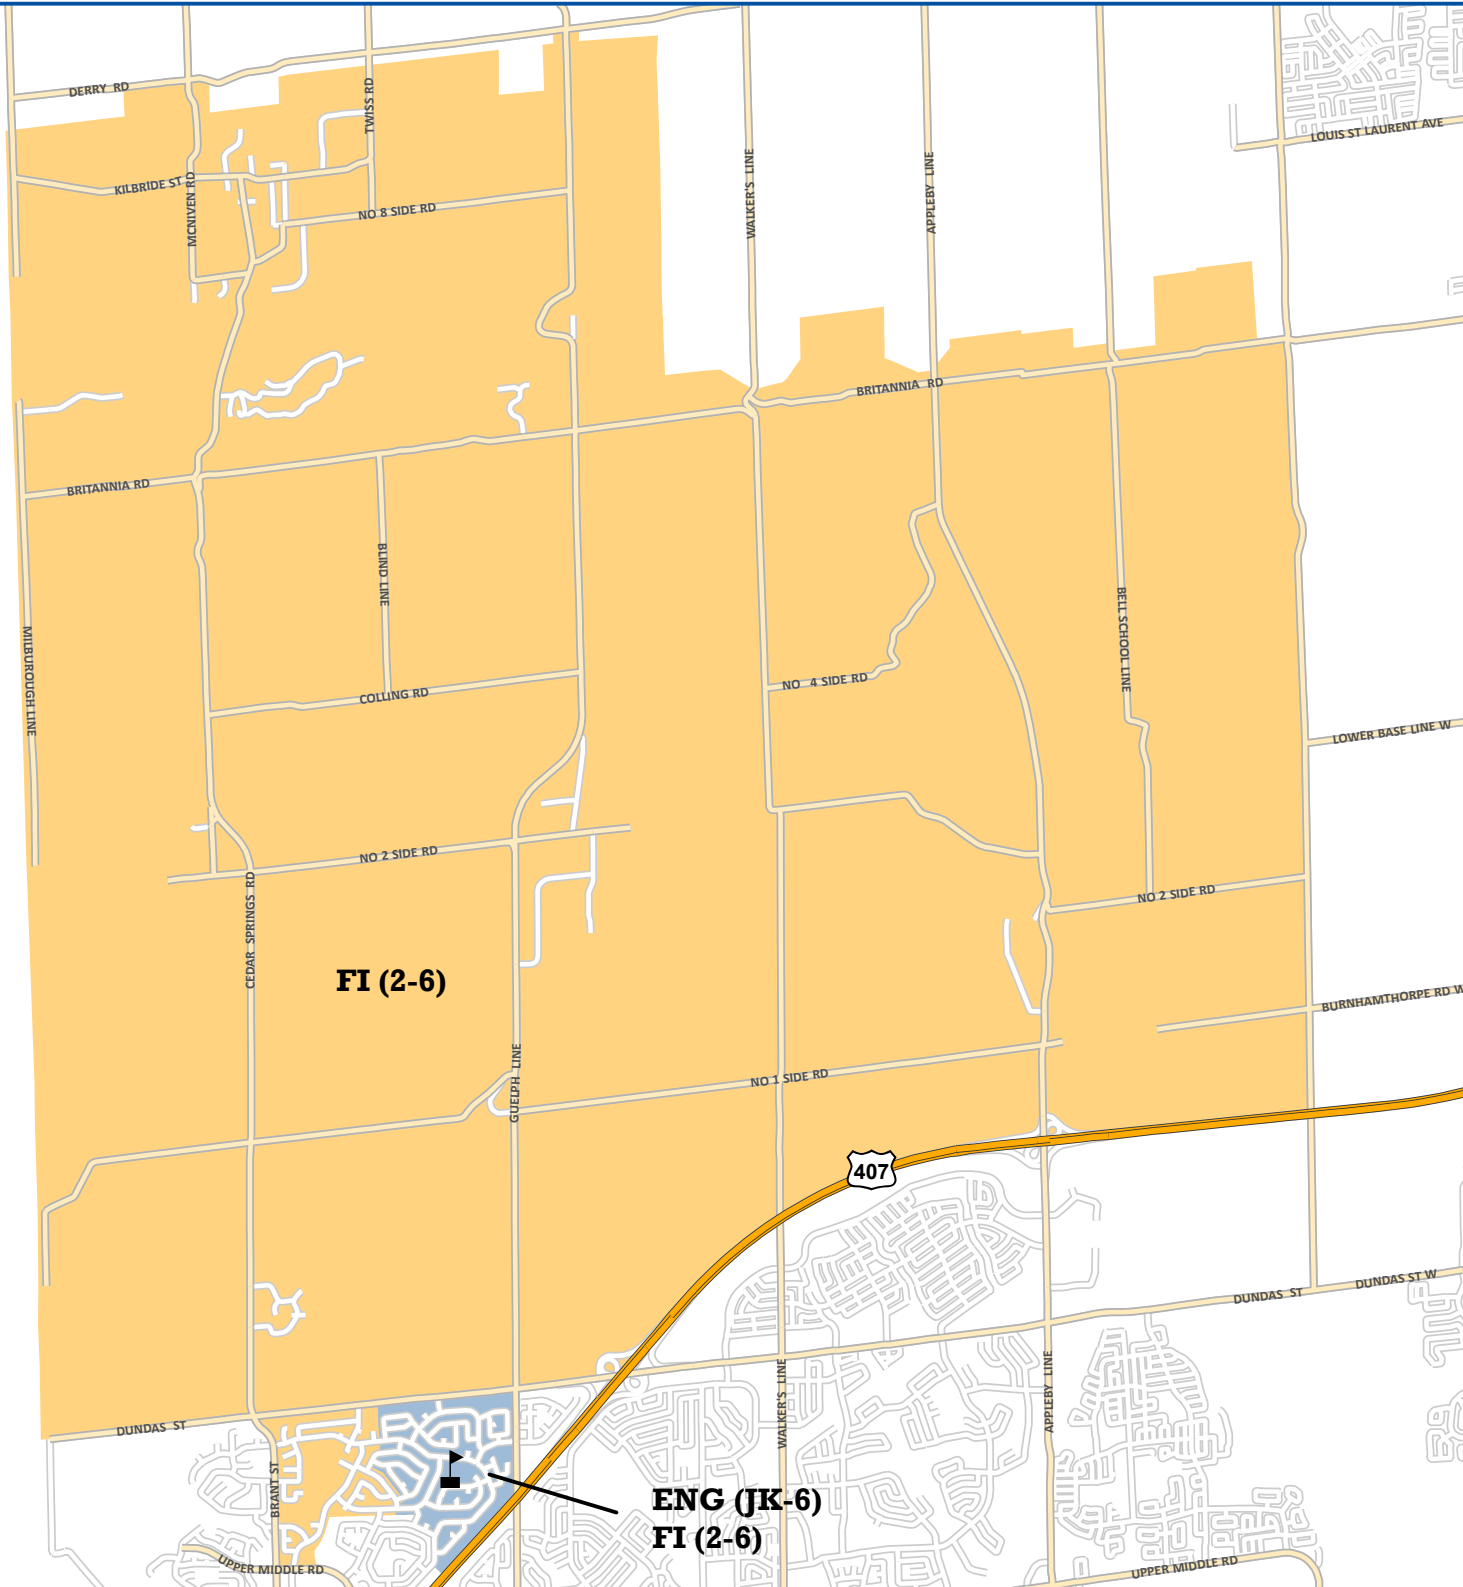 DERRY RD
TWISS RD
LOUIS ST LAURENT AVE
KILBRIDE ST
MCNIVEN RD
NO 8 SIDE RD
WALKER'S LINE
APPLEBY LINE
BRITANNIA RD
BRITANNIA RD
BLIND LINE
BELL SCHOOL LINE
MILBUROUGH LINE
COLLING RD
NO 4 SIDE RD
LOWER BASE LINE W
NO 2 SIDE RD
NO 2 SIDE RD
CEDAR SPRINGS RD
FI (2-6)
BURNHAMTHORPE RD W
GUELPH LINE
NO 1 SIDE RD
407
DUNDAS ST
DUNDAS ST W
DUNDAS ST
WALKER'S LINE
APPLEBY LINE
BRANT ST
ENG (JK-6)
FI (2-6)
UPPER MIDDLE RD
UPPER MIDDLE RD